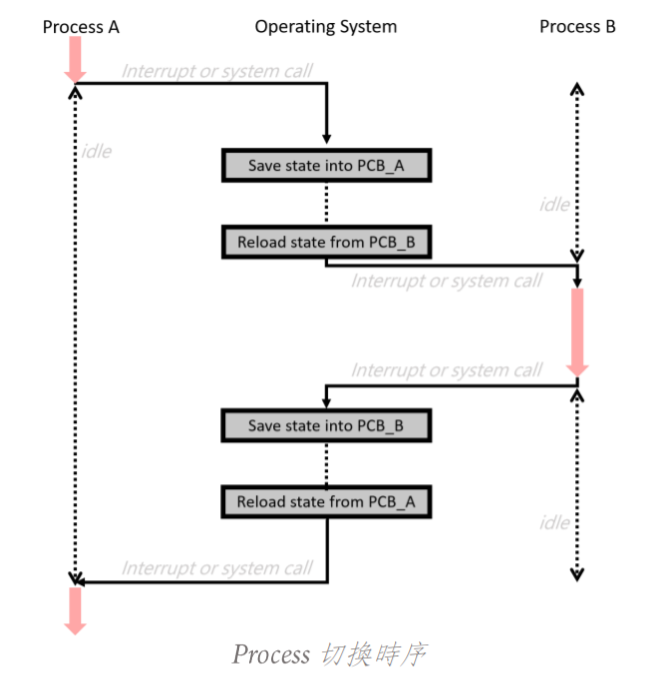 Process A
Operating System
Process B
Interrupt or system call
idle
Save state into PCB_A
idle
Reload state from PCB_B
Interrupt or system call
Interrupt or system call
Save state into PCB_B
Reload state from PCB_A
idle
Interrupt or system call
Process 切換時序